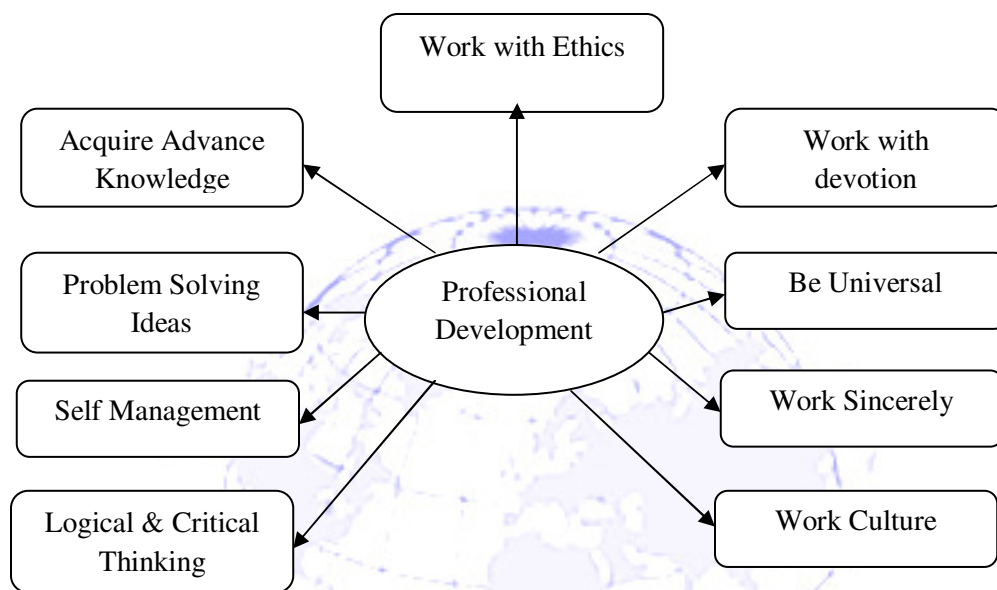 Work with Ethics
Acquire Advance
Knowledge
Work with
devotion
Problem Solving
Ideas
Professional
Development
Be Universal
Self Management
Work Sincerely
Logical & Critical
Thinking
Work Culture